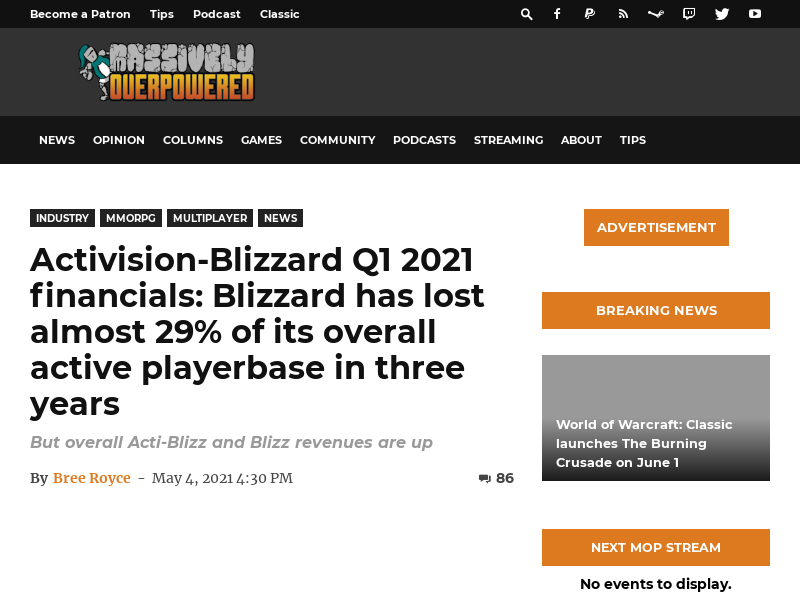 Become a Patron Tips Podcast Classic
MASSIVELY
OVERPOWERED
NEWS OPINION COLUMNS GAMES COMMUNITY PODCASTS STREAMING ABOUT TIPS
INDUSTRY MMORPG MULTIPLAYER NEWS
Activision-Blizzard Q1 2021
financials: Blizzard has lost
almost 29% of its overall
active playerbase in three
years
But overall Acti-Blizz and Blizz revenues are up
By Bree Royce - May 4, 2021 4:30 PM 86
ADVERTISEMENT
BREAKING NEWS
World of Warcraft: Classic
launches The Burning
Crusade on June 1
NEXT MOP STREAM
No events to display.